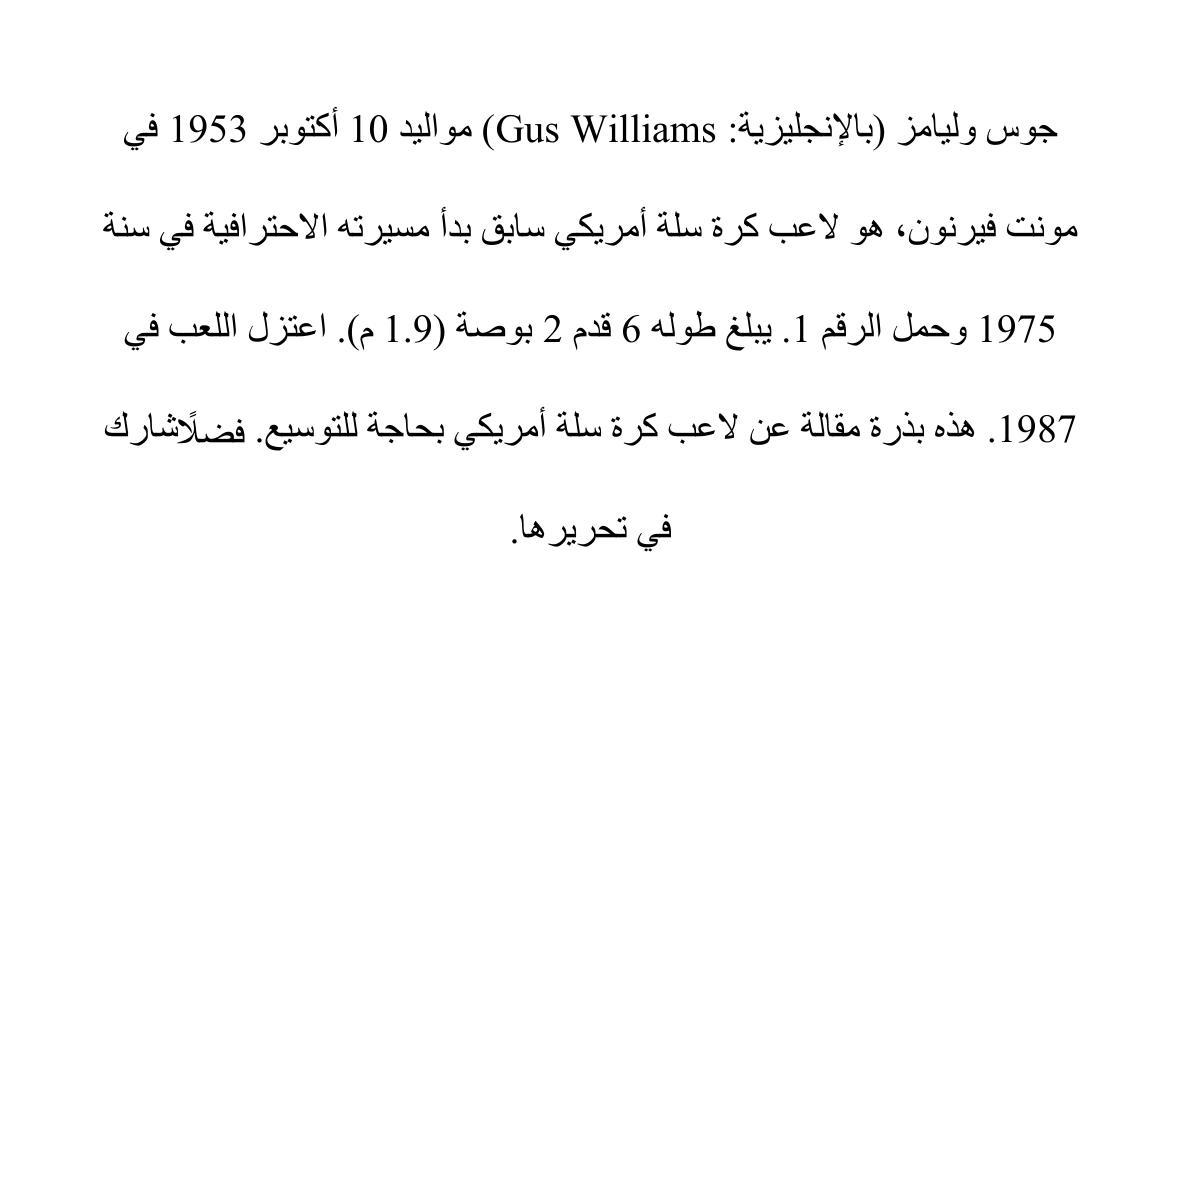 جوس وليامز (بالإنجليزية: Gus Williams) مواليد 10 أكتوبر 1953 في
مونت فيرنون، هو لاعب كرة سلة أمريكي سابق بدأ مسيرته الاحترافية في سنة
1975 وحمل الرقم 1. يبلغ طوله 6 قدم 2 بوصة (1.9 م). اعتزل اللعب في
1987. هذه بذرة مقالة عن لاعب كرة سلة أمريكي بحاجة للتوسيع. فضلًاشارك
في تحريرها.